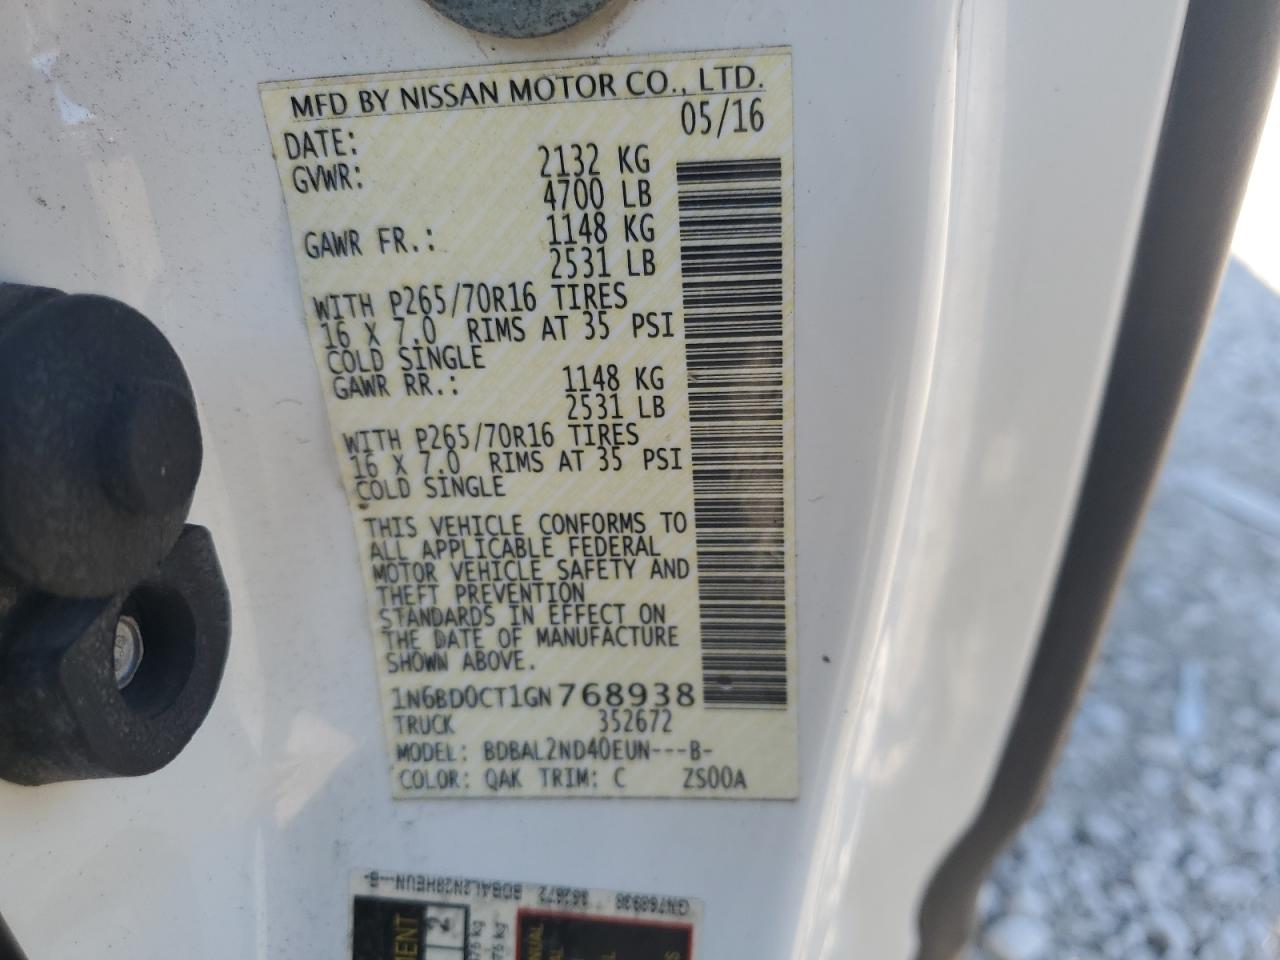 MFD BY NISSAN MOTOR CO., LTD.
DATE: 05/16
GVWR: 2132 KG
4700 LB
GAWR FR.: 1148 KG
2531 LB
WITH P265/70R16 TIRES
16 X 7.0 RIMS AT 35 PSI
COLD SINGLE
GAWR RR.: 1148 KG
2531 LB
WITH P265/70R16 TIRES
16 X 7.0 RIMS AT 35 PSI
COLD SINGLE
THIS VEHICLE CONFORMS TO
ALL APPLICABLE FEDERAL
MOTOR VEHICLE SAFETY AND
THEFT PREVENTION
STANDARDS IN EFFECT ON
THE DATE OF MANUFACTURE
SHOWN ABOVE.
1N6BD0CT1GN768938
TRUCK 352672
MODEL: BDBAL2ND40EUN---B-
COLOR: QAK TRIM: C ZS00A
GN768938 352672
MENT
2